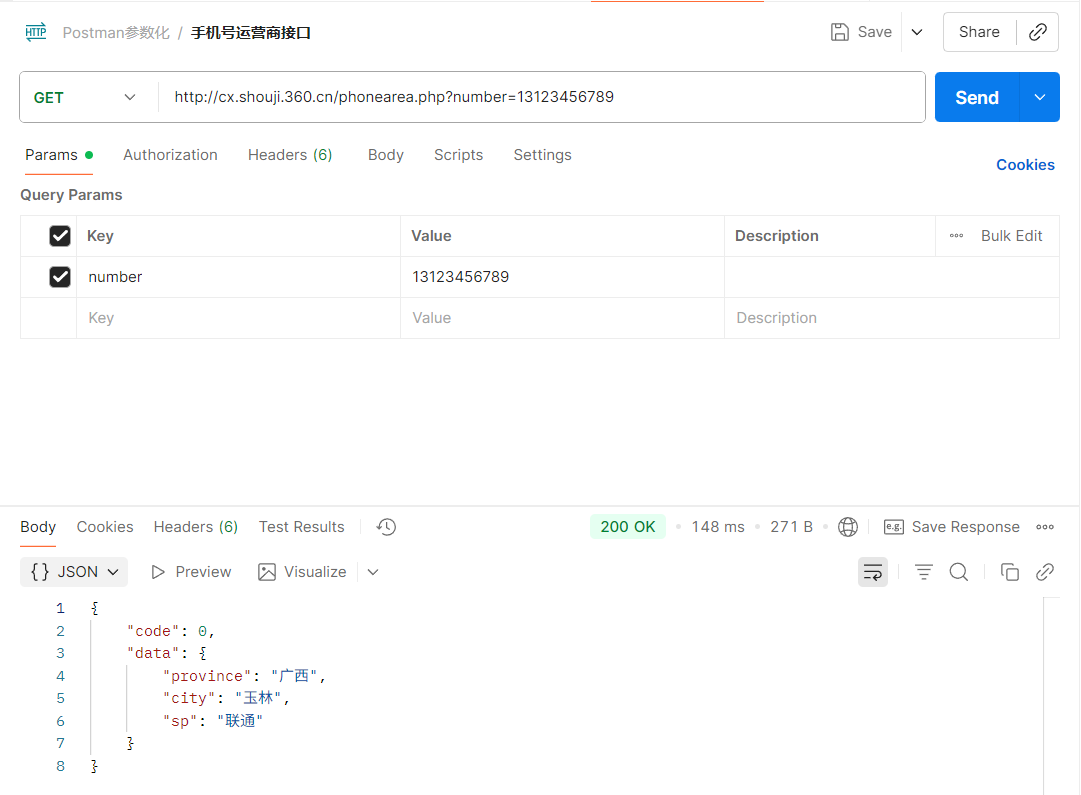 HTTP Postman参数化 / 手机号运营商接口 Save Share
GET http://cx.shouji.360.cn/phonearea.php?number=13123456789 Send
Params Authorization Headers (6) Body Scripts Settings Cookies
Query Params
Key Value Description Bulk Edit
number 13123456789
Key Value Description
Body Cookies Headers (6) Test Results 200 OK 148 ms 271 B e.g. Save Response
{} JSON Preview Visualize
1 {
2 "code": 0,
3 "data": {
4 "province": "广西",
5 "city": "玉林",
6 "sp": "联通"
7 }
8 }